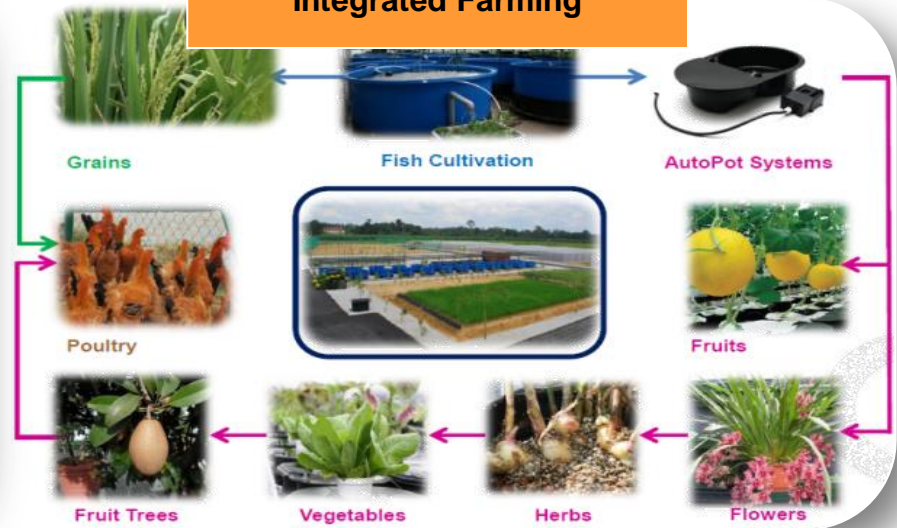 Integrated Farming
Grains
Fish Cultivation
AutoPot Systems
Poultry
Fruits
Fruit Trees
Vegetables
Herbs
Flowers